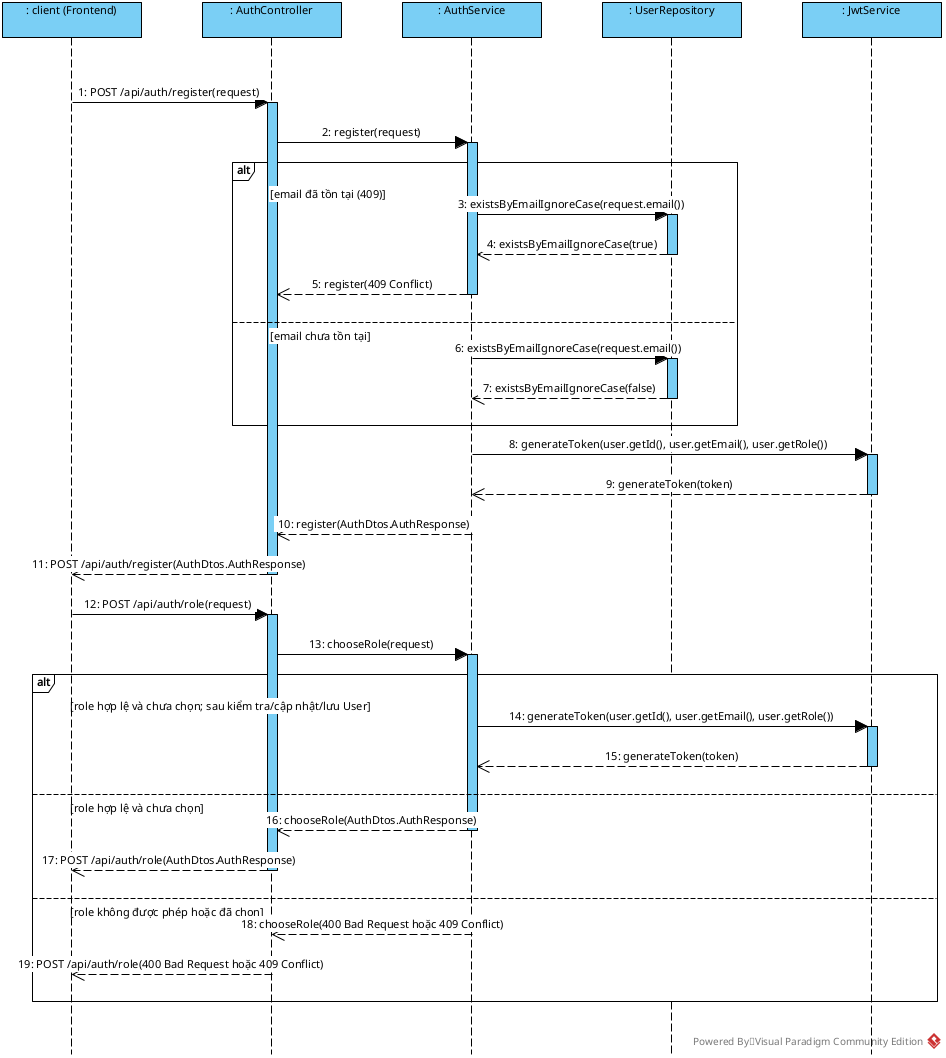 : client (Frontend)
: AuthController
: AuthService
: UserRepository
: JwtService
1: POST /api/auth/register(request)
2: register(request)
alt
[email đã tồn tại (409)]
3: existsByEmailIgnoreCase(request.email())
4: existsByEmailIgnoreCase(true)
5: register(409 Conflict)
[email chưa tồn tại]
6: existsByEmailIgnoreCase(request.email())
7: existsByEmailIgnoreCase(false)
8: generateToken(user.getId(), user.getEmail(), user.getRole())
9: generateToken(token)
10: register(AuthDtos.AuthResponse)
11: POST /api/auth/register(AuthDtos.AuthResponse)
12: POST /api/auth/role(request)
13: chooseRole(request)
alt
[role hợp lệ và chưa chọn; sau kiểm tra/cập nhật/lưu User]
14: generateToken(user.getId(), user.getEmail(), user.getRole())
15: generateToken(token)
[role hợp lệ và chưa chọn]
16: chooseRole(AuthDtos.AuthResponse)
17: POST /api/auth/role(AuthDtos.AuthResponse)
[role không được phép hoặc đã chọn]
18: chooseRole(400 Bad Request hoặc 409 Conflict)
19: POST /api/auth/role(400 Bad Request hoặc 409 Conflict)
Powered By Visual Paradigm Community Edition